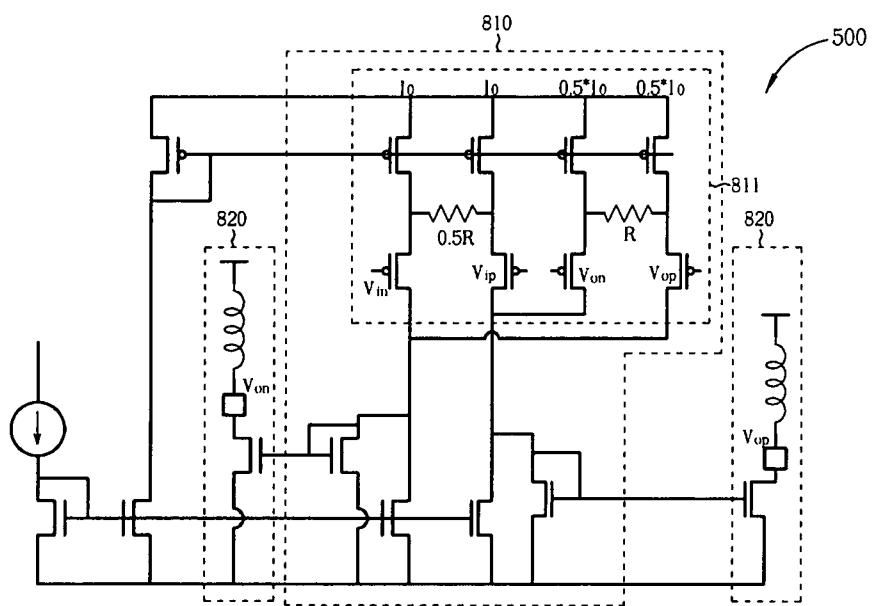 810
500
I₀ I₀ 0.5*I₀ 0.5*I₀
811
820
0.5R R
820
Vin Vip Von Vop
Von
Vop